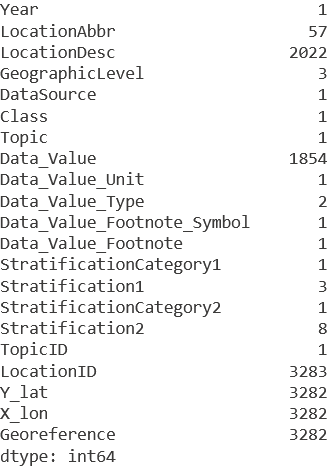 Year 1
LocationAbbr 57
LocationDesc 2022
GeographicLevel 3
DataSource 1
Class 1
Topic 1
Data_Value 1854
Data_Value_Unit 1
Data_Value_Type 2
Data_Value_Footnote_Symbol 1
Data_Value_Footnote 1
StratificationCategory1 1
Stratification1 3
StratificationCategory2 1
Stratification2 8
TopicID 1
LocationID 3283
Y_lat 3282
X_lon 3282
Georeference 3282
dtype: int64